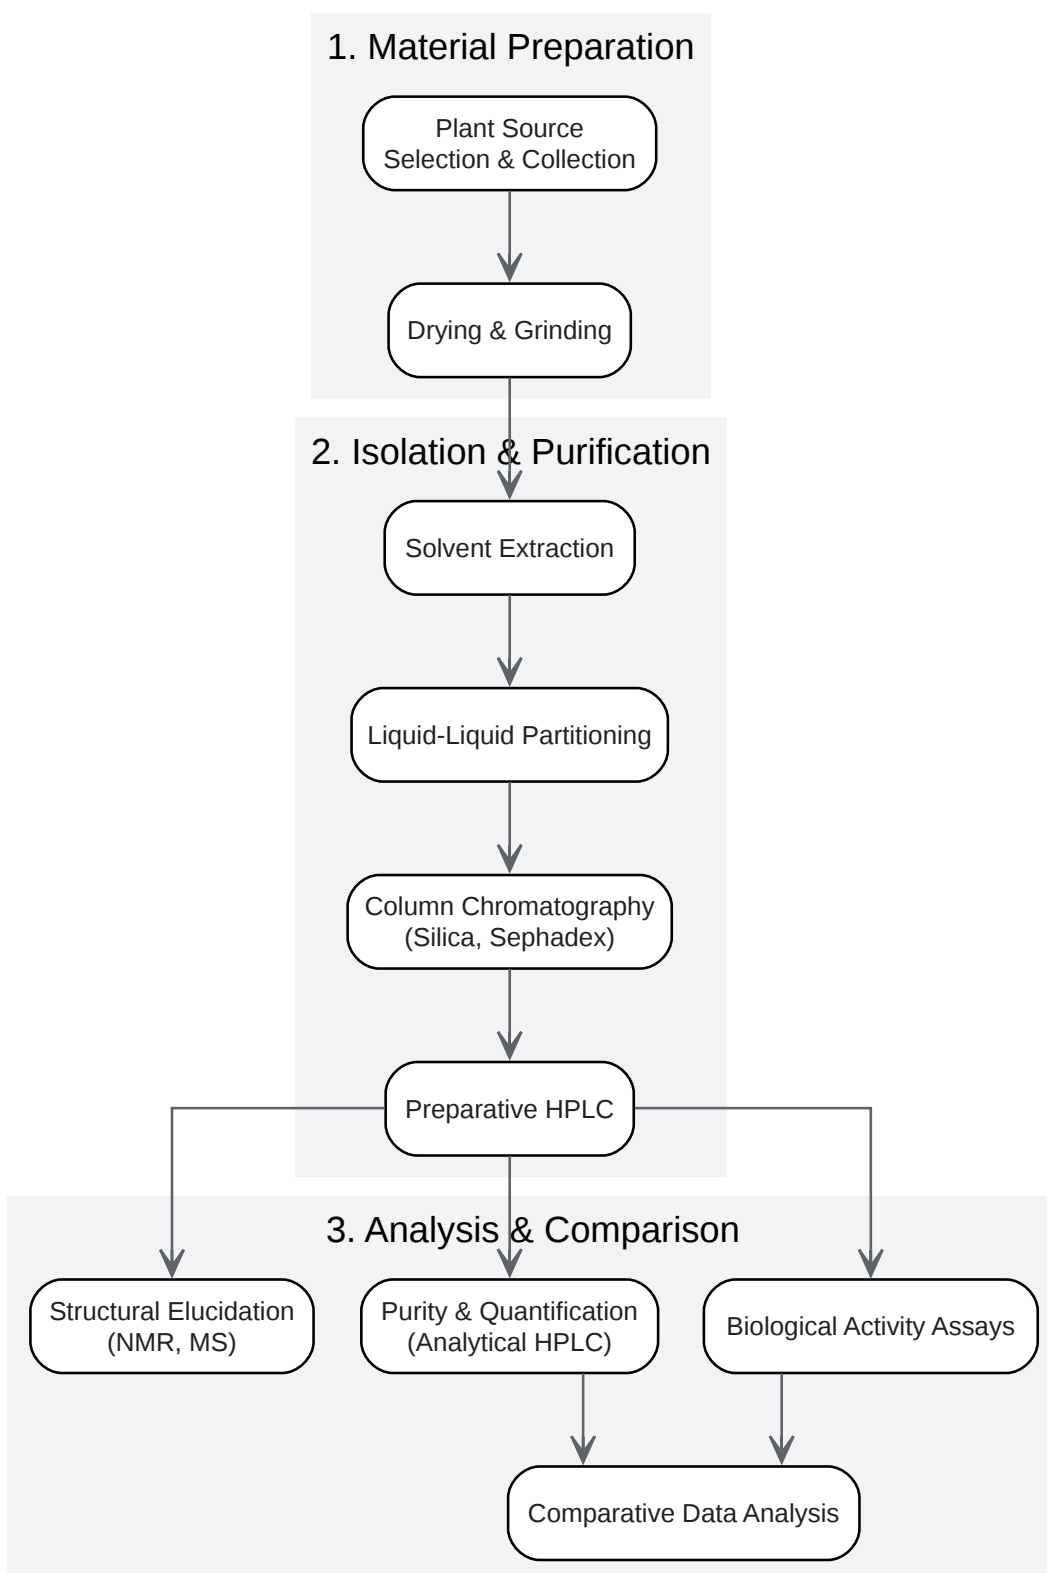 1. Material Preparation
Plant Source
Selection & Collection
Drying & Grinding
2. Isolation & Purification
Solvent Extraction
Liquid-Liquid Partitioning
Column Chromatography
(Silica, Sephadex)
Preparative HPLC
3. Analysis & Comparison
Structural Elucidation
(NMR, MS)
Purity & Quantification
(Analytical HPLC)
Biological Activity Assays
Comparative Data Analysis